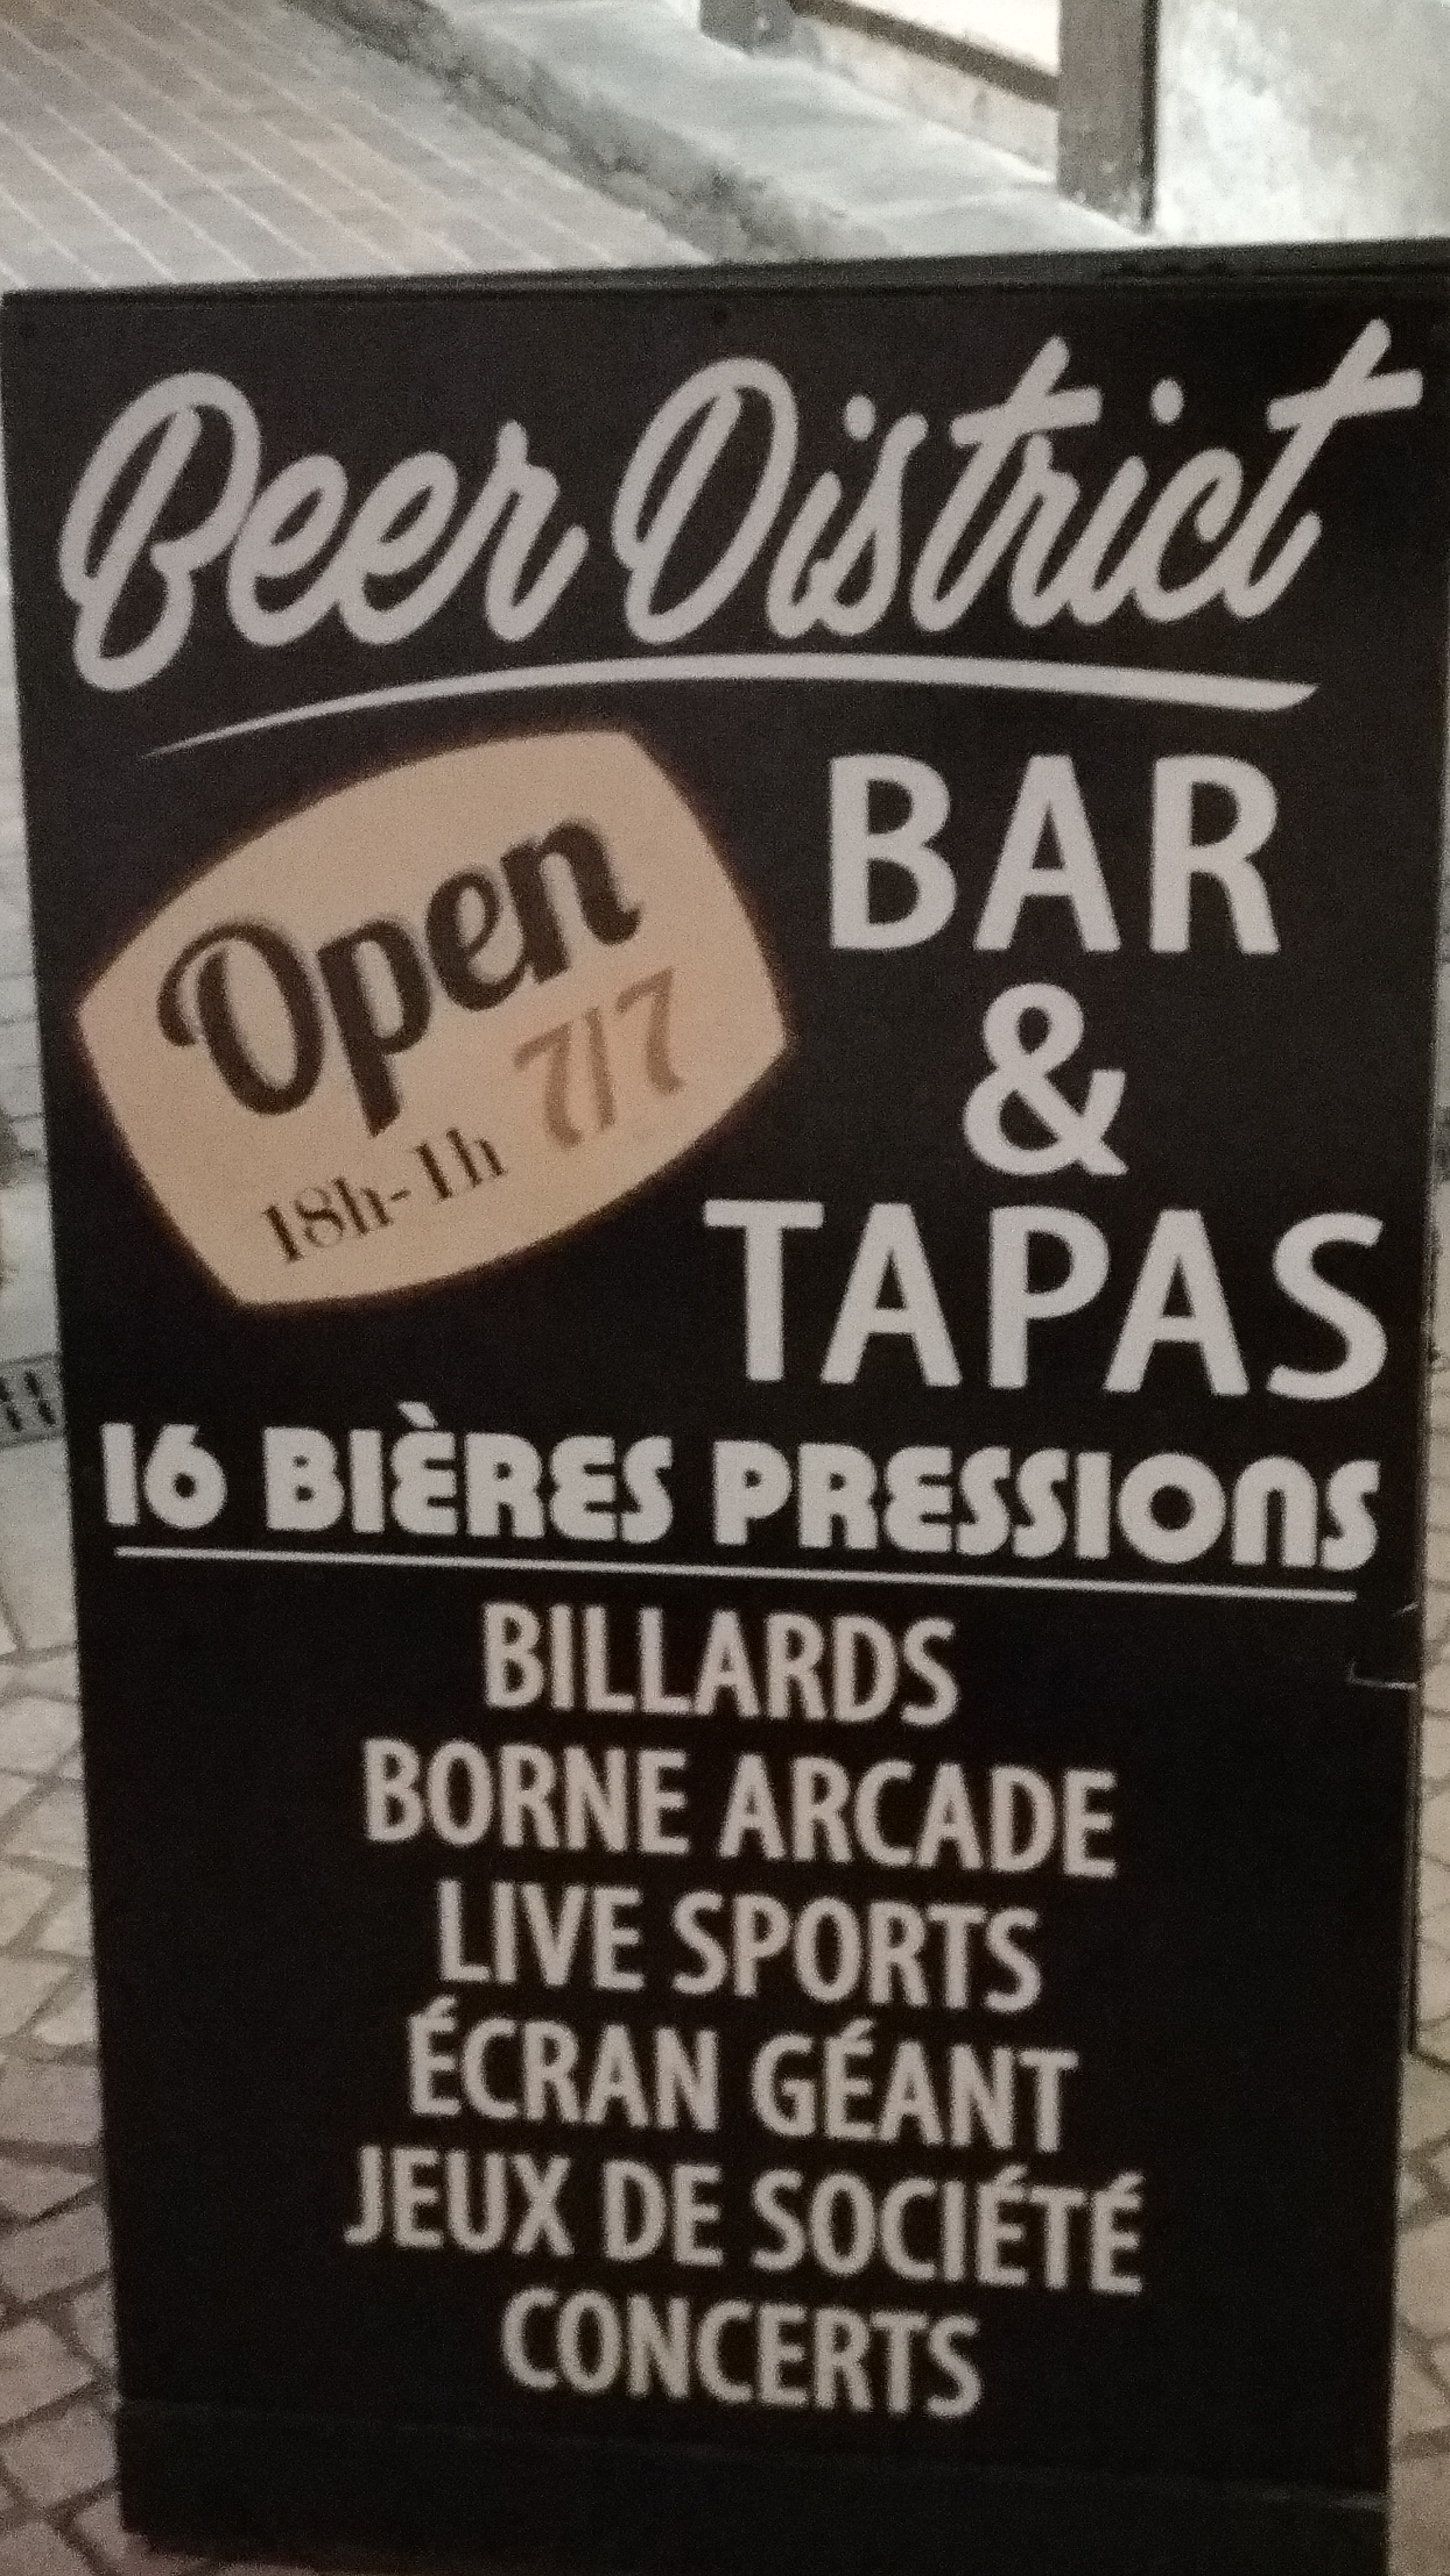 Beer District
Open
7/7
18h-1h
BAR
&
TAPAS
16 BIÈRES PRESSIONS
BILLARDS
BORNE ARCADE
LIVE SPORTS
ÉCRAN GÉANT
JEUX DE SOCIÉTÉ
CONCERTS